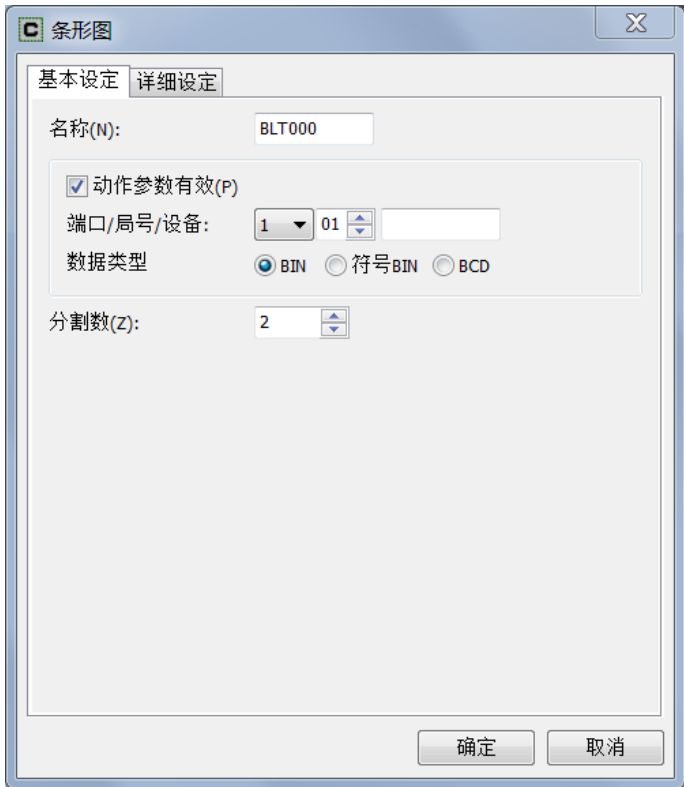 C 条形图
基本设定 详细设定
名称(N): BLT000
动作参数有效(P)
端口/局号/设备: 1 01
数据类型 BIN 符号BIN BCD
分割数(Z): 2
确定 取消